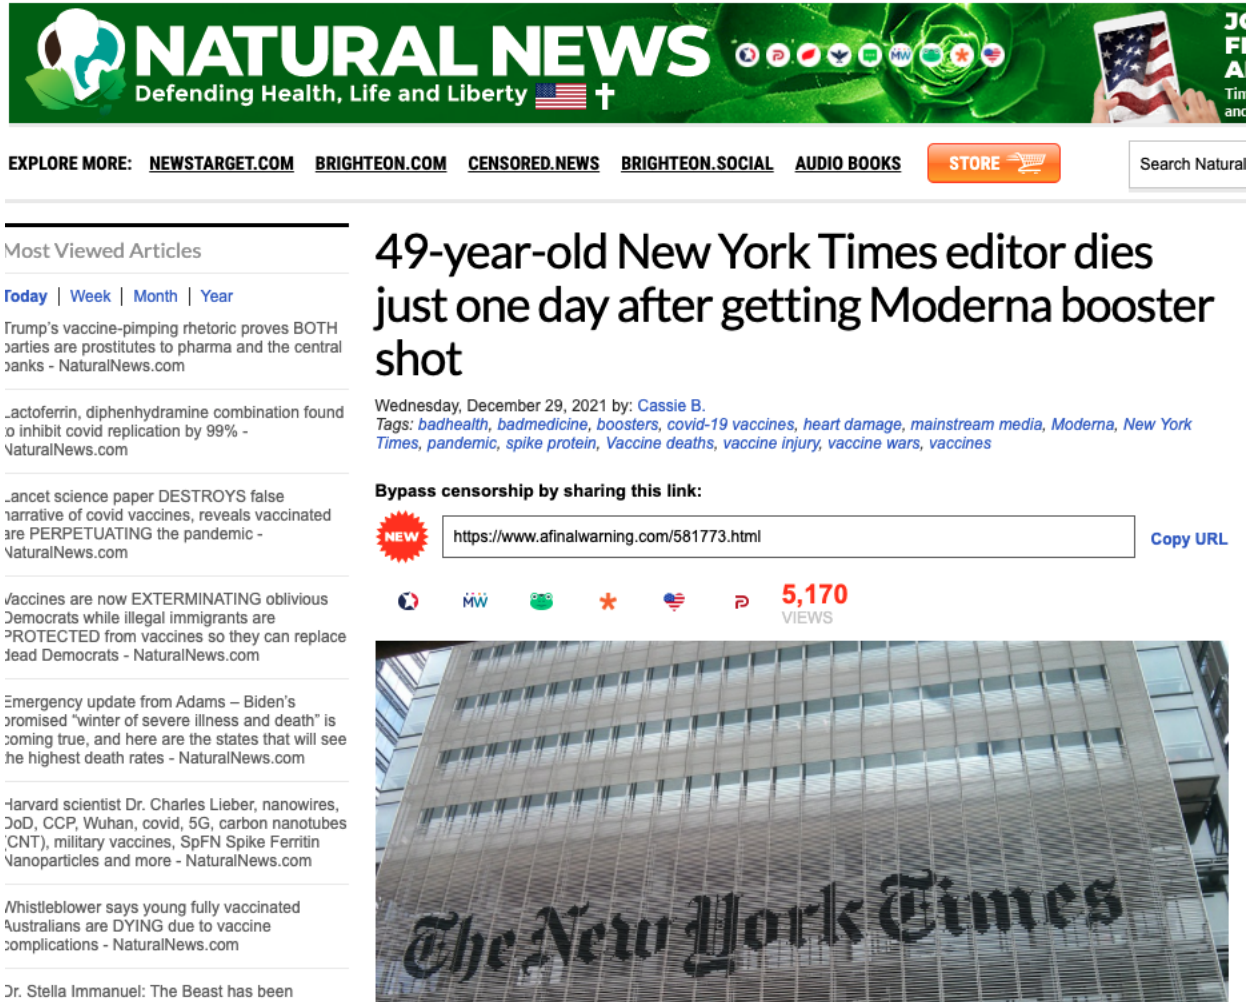 NATURAL NEWS
Defending Health, Life and Liberty
EXPLORE MORE: NEWSTARGET.COM BRIGHTEON.COM CENSORED.NEWS BRIGHTEON.SOCIAL AUDIO BOOKS STORE Search Natural
Most Viewed Articles
Today | Week | Month | Year
Trump's vaccine-pimping rhetoric proves BOTH
parties are prostitutes to pharma and the central
banks - NaturalNews.com
Lactoferrin, diphenhydramine combination found
to inhibit covid replication by 99% -
NaturalNews.com
Lancet science paper DESTROYS false
narrative of covid vaccines, reveals vaccinated
are PERPETUATING the pandemic -
NaturalNews.com
Vaccines are now EXTERMINATING oblivious
Democrats while illegal immigrants are
PROTECTED from vaccines so they can replace
dead Democrats - NaturalNews.com
Emergency update from Adams – Biden's
promised "winter of severe illness and death" is
coming true, and here are the states that will see
the highest death rates - NaturalNews.com
Harvard scientist Dr. Charles Lieber, nanowires,
DoD, CCP, Wuhan, covid, 5G, carbon nanotubes
(CNT), military vaccines, SpFN Spike Ferritin
Nanoparticles and more - NaturalNews.com
Whistleblower says young fully vaccinated
Australians are DYING due to vaccine
complications - NaturalNews.com
Dr. Stella Immanuel: The Beast has been
49-year-old New York Times editor dies
just one day after getting Moderna booster
shot
Wednesday, December 29, 2021 by: Cassie B.
Tags: badhealth, badmedicine, boosters, covid-19 vaccines, heart damage, mainstream media, Moderna, New York
Times, pandemic, spike protein, Vaccine deaths, vaccine injury, vaccine wars, vaccines
Bypass censorship by sharing this link:
NEW
https://www.afinalwarning.com/581773.html
Copy URL
MW
5,170
VIEWS
The New York Times